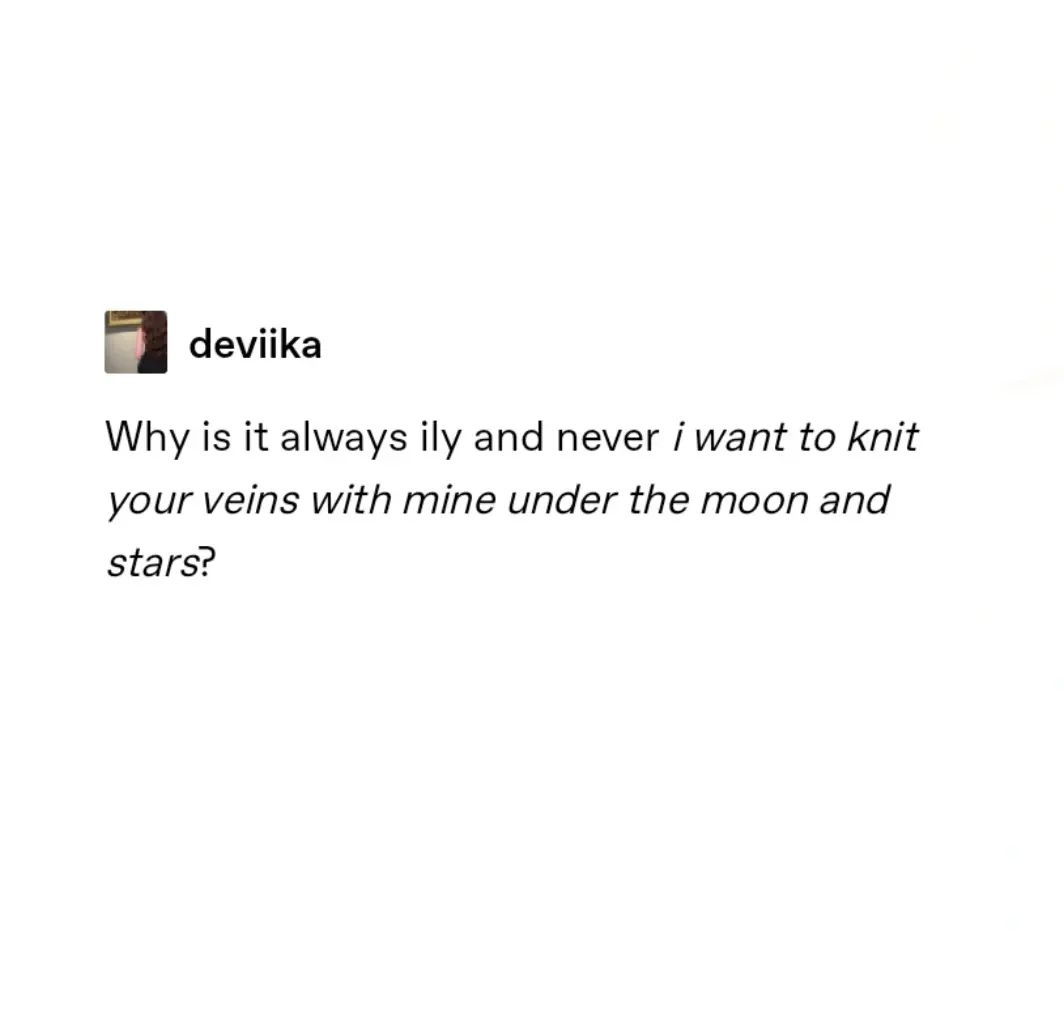 deviika
Why is it always ily and never i want to knit
your veins with mine under the moon and
stars?